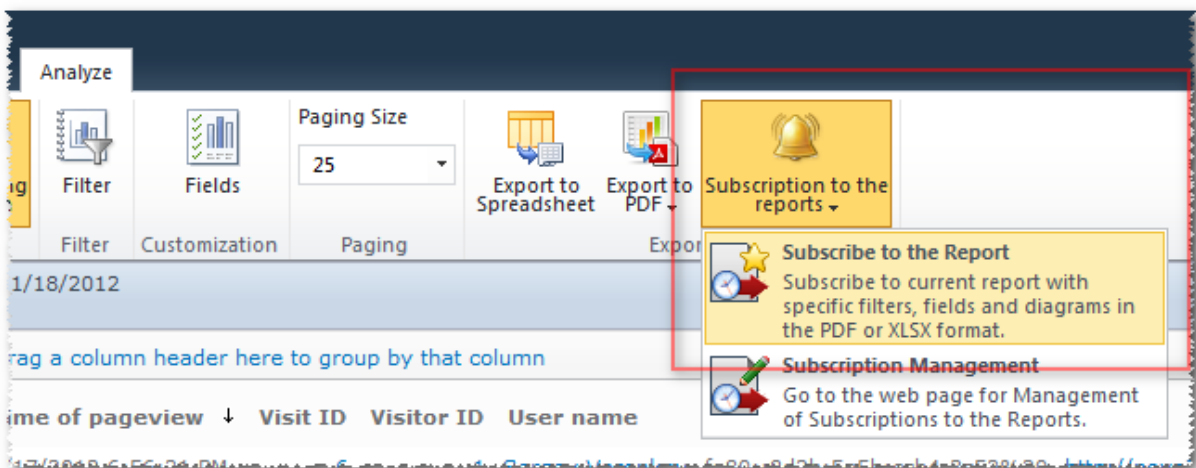 Analyze
Paging Size
25
Filter
Fields
Export to
Spreadsheet
Export to
PDF
Subscription to the
reports
Filter
Customization
Paging
Subscribe to the Report
Subscribe to current report with
specific filters, fields and diagrams in
the PDF or XLSX format.
Subscription Management
Go to the web page for Management
of Subscriptions to the Reports.
1/18/2012
a column header here to group by that column
of pageview ↓ Visit ID Visitor ID User name